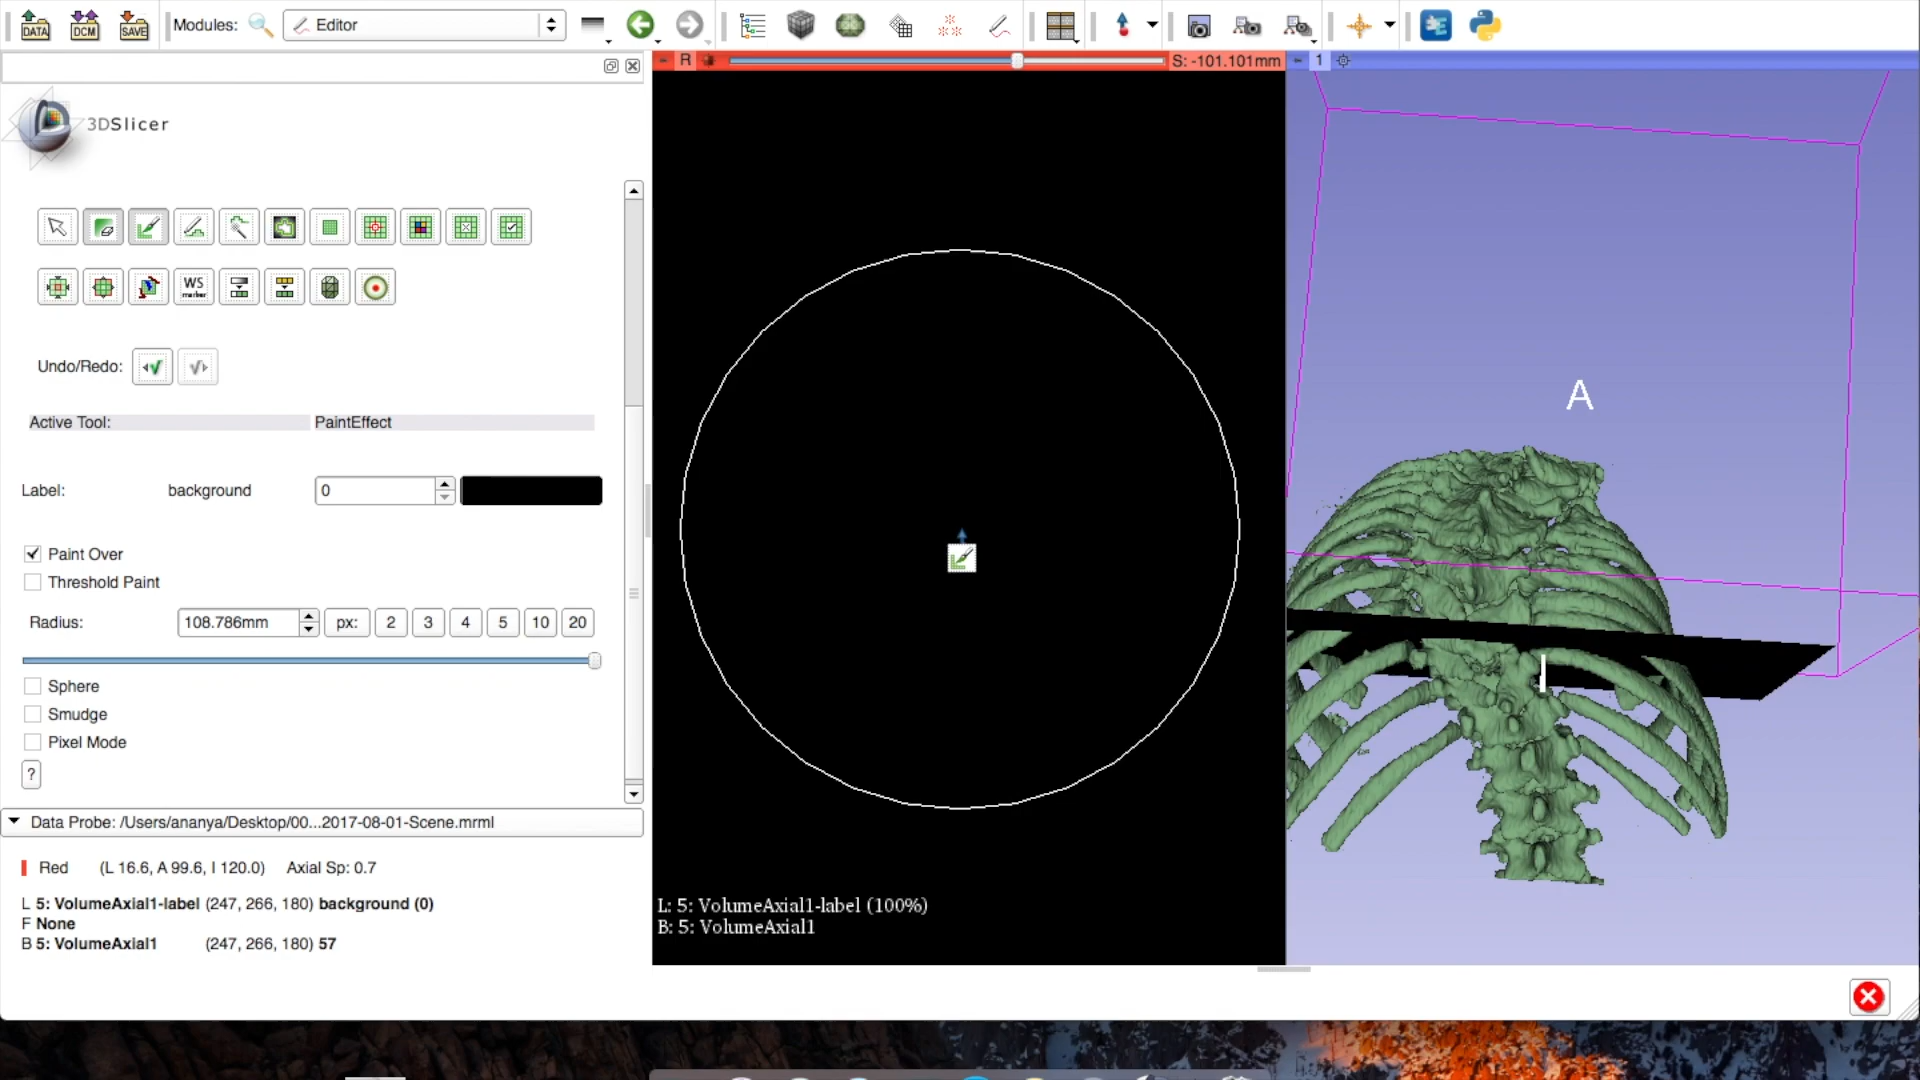 DATA DCM SAVE Modules: Editor
R S: -101.101mm 1
3DSlicer
WS
marker
Undo/Redo:
Active Tool: PaintEffect
Label: background 0
Paint Over
Threshold Paint
Radius: 108.786mm px: 2 3 4 5 10 20
Sphere
Smudge
Pixel Mode
?
Data Probe: /Users/ananya/Desktop/00...2017-08-01-Scene.mrml
Red (L 16.6, A 99.6, I 120.0) Axial Sp: 0.7
L 5: VolumeAxial1-label (247, 266, 180) background (0)
F None
B 5: VolumeAxial1 (247, 266, 180) 57
L: 5: VolumeAxial1-label (100%)
B: 5: VolumeAxial1
A
I